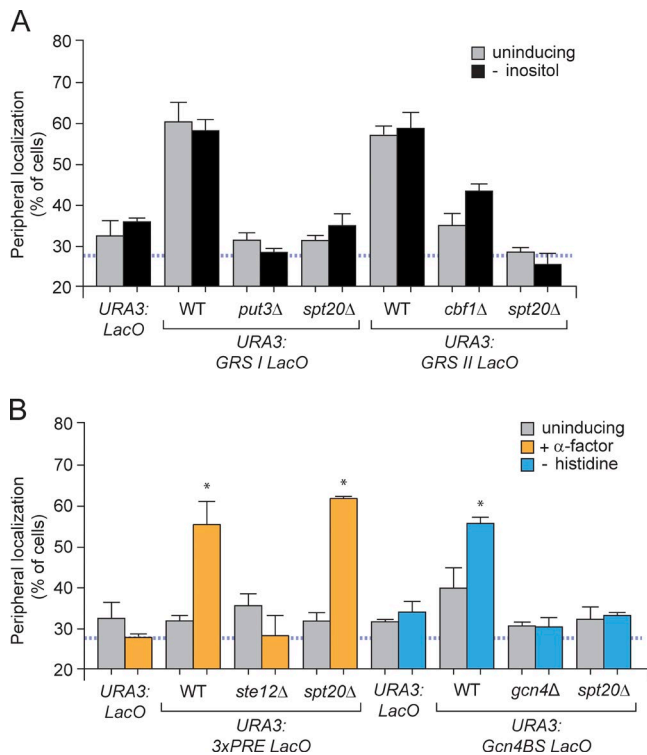 A
80
70
60
50
40
30
20
Peripheral localization
(% of cells)
uninducing
- inositol
URA3:
LacO
WT
put3Δ
spt20Δ
WT
cbf1Δ
spt20Δ
URA3:
GRS I LacO
URA3:
GRS II LacO
B
80
70
60
50
40
30
20
Peripheral localization
(% of cells)
uninducing
+ α-factor
- histidine
*
*
*
URA3:
LacO
WT
ste12Δ
spt20Δ
URA3:
LacO
WT
gcn4Δ
spt20Δ
URA3:
3xPRE LacO
URA3:
Gcn4BS LacO